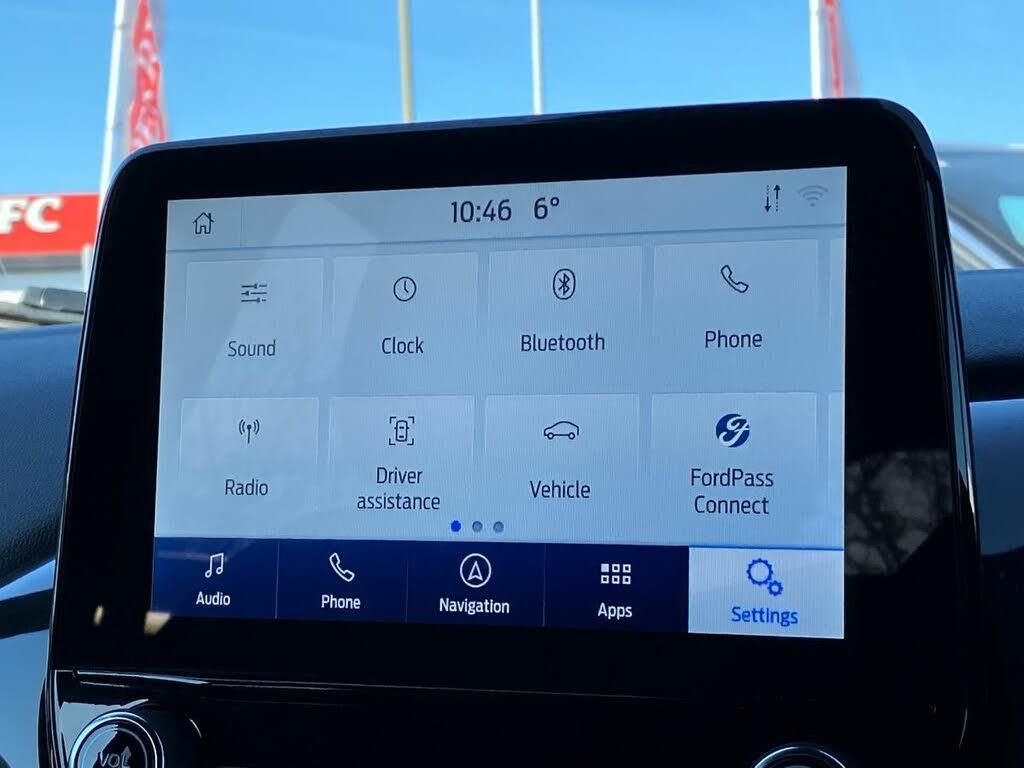 FC
10:46 6°
Sound
Clock
Bluetooth
Phone
Radio
Driver
assistance
Vehicle
FordPass
Connect
Audio
Phone
Navigation
Apps
Settings
VOL